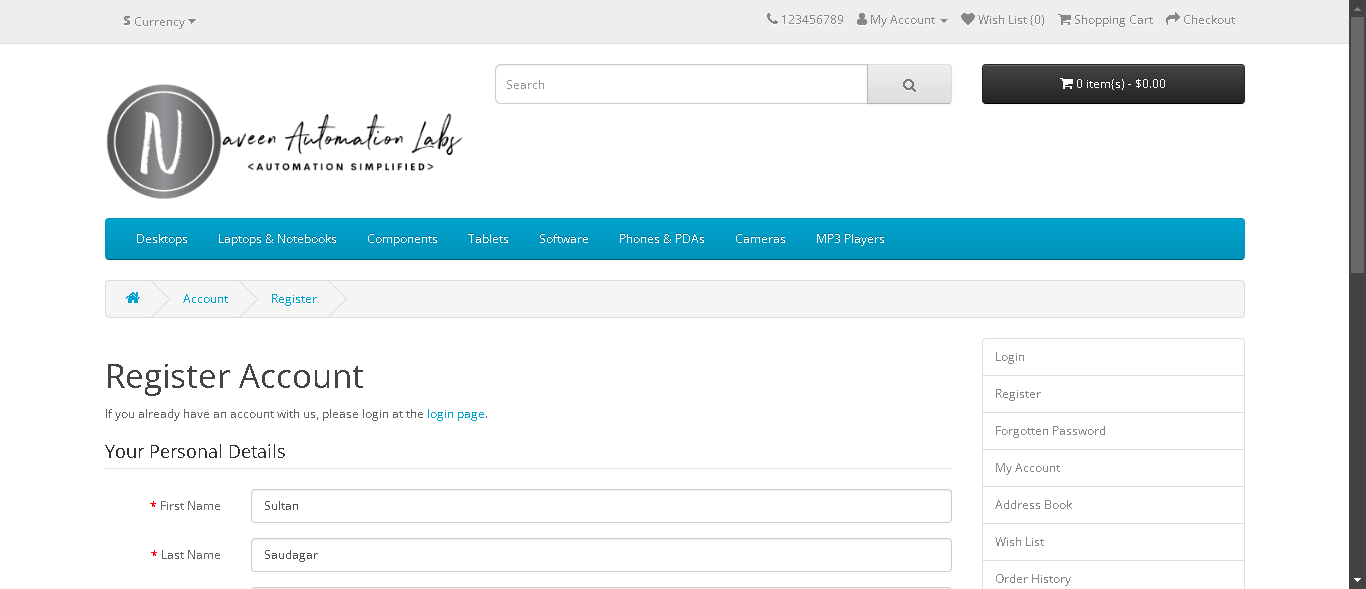 $ Currency
123456789 My Account Wish List (0) Shopping Cart Checkout
Search
0 item(s) - $0.00
N
aveen Automation Labs
<AUTOMATION SIMPLIFIED>
Desktops Laptops & Notebooks Components Tablets Software Phones & PDAs Cameras MP3 Players
Account Register
Register Account
If you already have an account with us, please login at the login page.
Your Personal Details
* First Name Sultan
* Last Name Saudagar
Login
Register
Forgotten Password
My Account
Address Book
Wish List
Order History